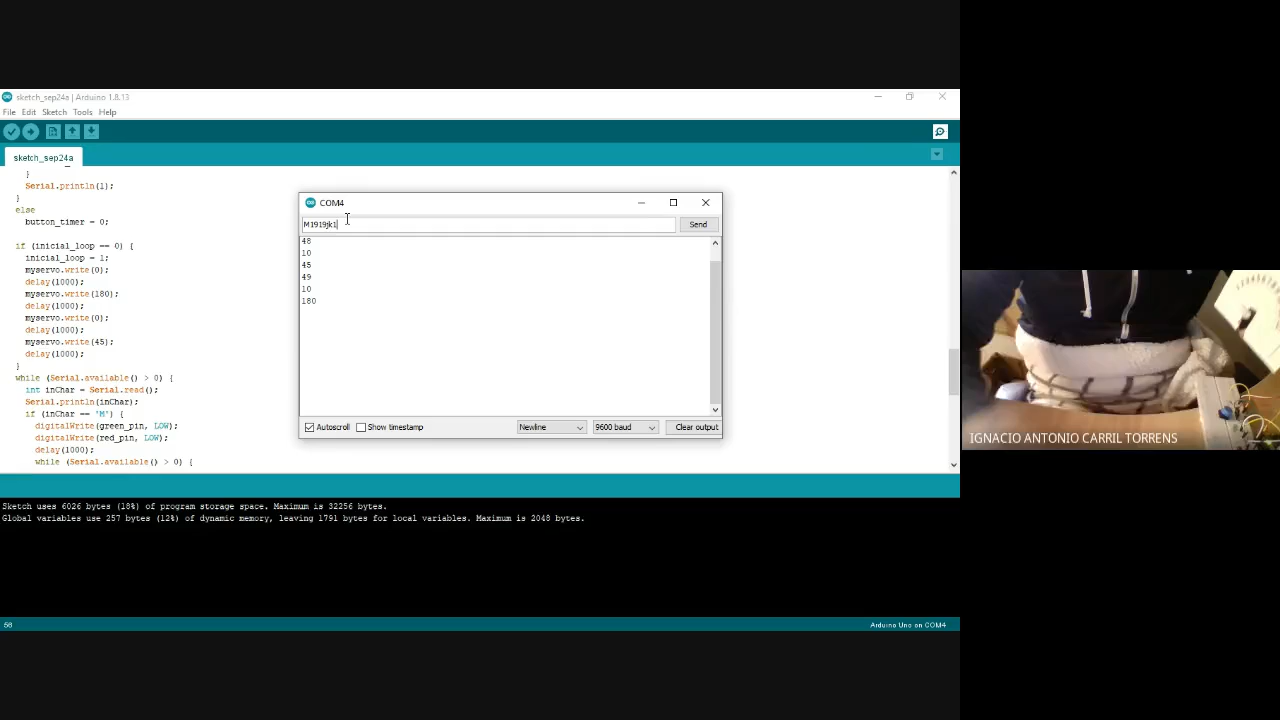 sketch_sep24a | Arduino 1.8.13
File Edit Sketch Tools Help
sketch_sep24a
}
Serial.println(1);
}
else
button_timer = 0;
if (inicial_loop == 0) {
inicial_loop = 1;
myservo.write(0);
delay(1000);
myservo.write(180);
delay(1000);
myservo.write(0);
delay(1000);
myservo.write(45);
delay(1000);
}
while (Serial.available() > 0) {
int inChar = Serial.read();
Serial.println(inChar);
if (inChar == 'M') {
digitalWrite(green_pin, LOW);
digitalWrite(red_pin, LOW);
delay(1000);
while (Serial.available() > 0) {
COM4
M1919jk1
Send
48
10
45
49
10
180
Autoscroll Show timestamp Newline 9600 baud Clear output
IGNACIO ANTONIO CARRIL TORRENS
Sketch uses 6026 bytes (18%) of program storage space. Maximum is 32256 bytes.
Global variables use 257 bytes (12%) of dynamic memory, leaving 1791 bytes for local variables. Maximum is 2048 bytes.
56
Arduino Uno on COM4